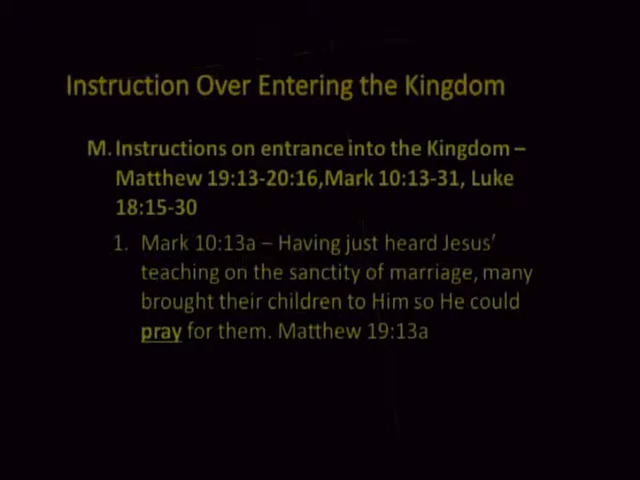 Instruction Over Entering the Kingdom
M. Instructions on entrance into the Kingdom –
Matthew 19:13-20:16,Mark 10:13-31, Luke
18:15-30
1. Mark 10:13a – Having just heard Jesus'
teaching on the sanctity of marriage, many
brought their children to Him so He could
pray for them. Matthew 19:13a